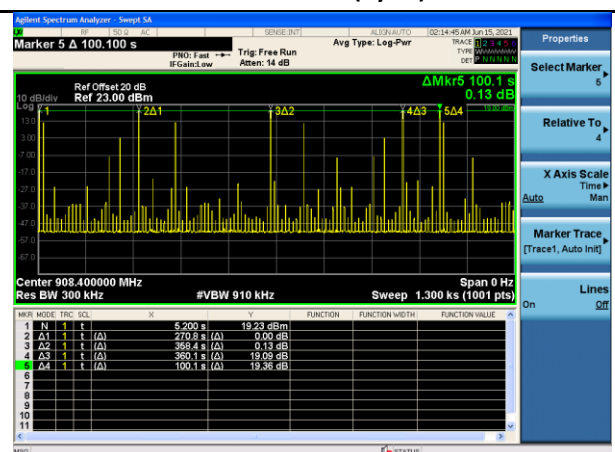 Agilent Spectrum Analyzer - Swept SA
RF 50 Ω AC SENSE:INT ALIGN AUTO 02:14:45 AM Jun 15, 2021
Marker 5 Δ 100.100 s
PNO: Fast Trig: Free Run Avg Type: Log-Pwr TRACE 1 2 3 4 5 6
TYPE WWWWWW
IFGain:Low Atten: 14 dB DET P N N N N N
ΔMkr5 100.1 s
0.13 dB
Ref Offset 20 dB
10 dB/div Ref 23.00 dBm
Log
1 2Δ1 3Δ2 4Δ3 5Δ4 19.00 dBm
13.0
3.00
-7.00
-17.0
-27.0
-37.0
-47.0
-57.0
-67.0
Center 908.400000 MHz Span 0 Hz
Res BW 300 kHz #VBW 910 kHz Sweep 1.300 ks (1001 pts)
MKR MODE TRC SCL X Y FUNCTION FUNCTION WIDTH FUNCTION VALUE
1 N 1 t 5.200 s 19.23 dBm
2 Δ1 1 t (Δ) 270.8 s (Δ) 0.00 dB
3 Δ2 1 t (Δ) 358.4 s (Δ) 0.13 dB
4 Δ3 1 t (Δ) 360.1 s (Δ) 19.09 dB
5 Δ4 1 t (Δ) 100.1 s (Δ) 19.36 dB
6
7
8
9
10
11
MSG STATUS
Properties
Select Marker
5
Relative To
4
X Axis Scale
Time
Auto Man
Marker Trace
[Trace1, Auto Init]
Lines
On Off